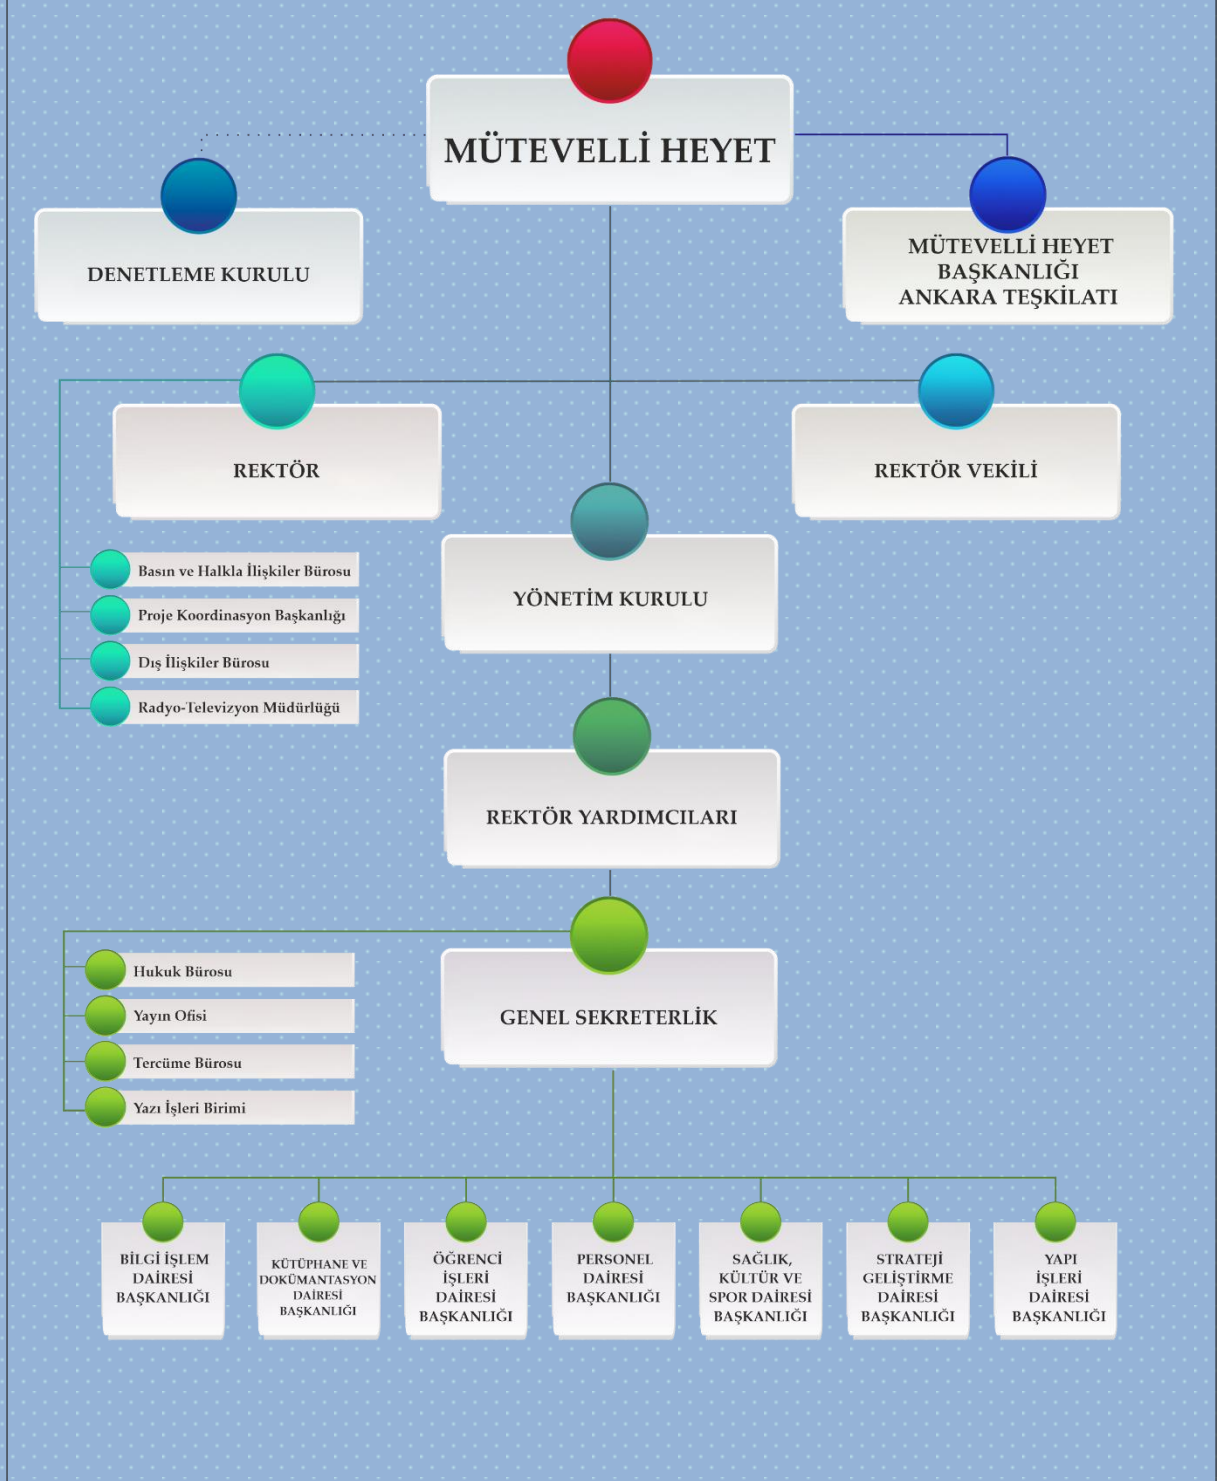 MÜTEVELLİ HEYET
DENETLEME KURULU
MÜTEVELLİ HEYET
BAŞKANLIĞI
ANKARA TEŞKİLATI
REKTÖR
REKTÖR VEKİLİ
Basın ve Halkla İlişkiler Bürosu
Proje Koordinasyon Başkanlığı
Dış İlişkiler Bürosu
Radyo-Televizyon Müdürlüğü
YÖNETİM KURULU
REKTÖR YARDIMCILARI
GENEL SEKRETERLİK
Hukuk Bürosu
Yayın Ofisi
Tercüme Bürosu
Yazı İşleri Birimi
BİLGİ İŞLEM
DAİRESİ
BAŞKANLIĞI
KÜTÜPHANE VE
DOKÜMANTASYON
DAİRESİ
BAŞKANLIĞI
ÖĞRENCİ
İŞLERİ
DAİRESİ
BAŞKANLIĞI
PERSONEL
DAİRESİ
BAŞKANLIĞI
SAĞLIK,
KÜLTÜR VE
SPOR DAİRESİ
BAŞKANLIĞI
STRATEJİ
GELİŞTİRME
DAİRESİ
BAŞKANLIĞI
YAPI
İŞLERİ
DAİRESİ
BAŞKANLIĞI